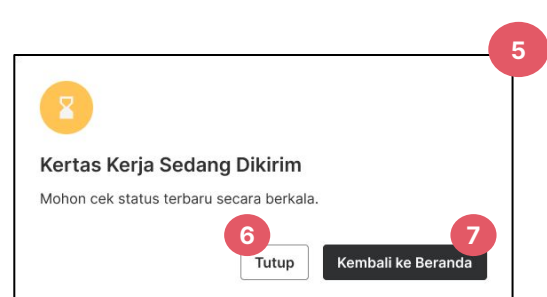 5
Kertas Kerja Sedang Dikirim
Mohon cek status terbaru secara berkala.
6 7
Tutup Kembali ke Beranda